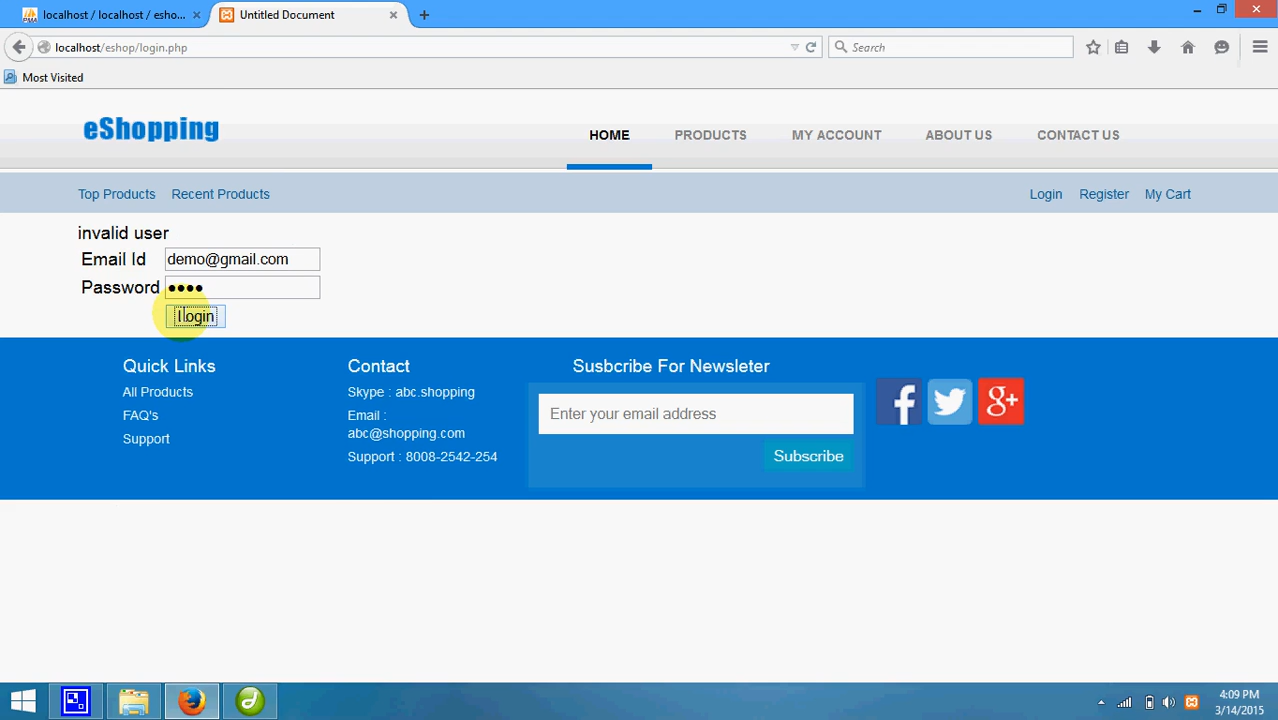 localhost / localhost / esho...
Untitled Document
localhost/eshop/login.php
Search
Most Visited
eShopping
HOME PRODUCTS MY ACCOUNT ABOUT US CONTACT US
Top Products Recent Products Login Register My Cart
invalid user
Email Id demo@gmail.com
Password ••••
Login
Quick Links
All Products
FAQ's
Support
Contact
Skype : abc.shopping
Email :
abc@shopping.com
Support : 8008-2542-254
Susbcribe For Newsleter
Enter your email address
Subscribe
4:09 PM
3/14/2015